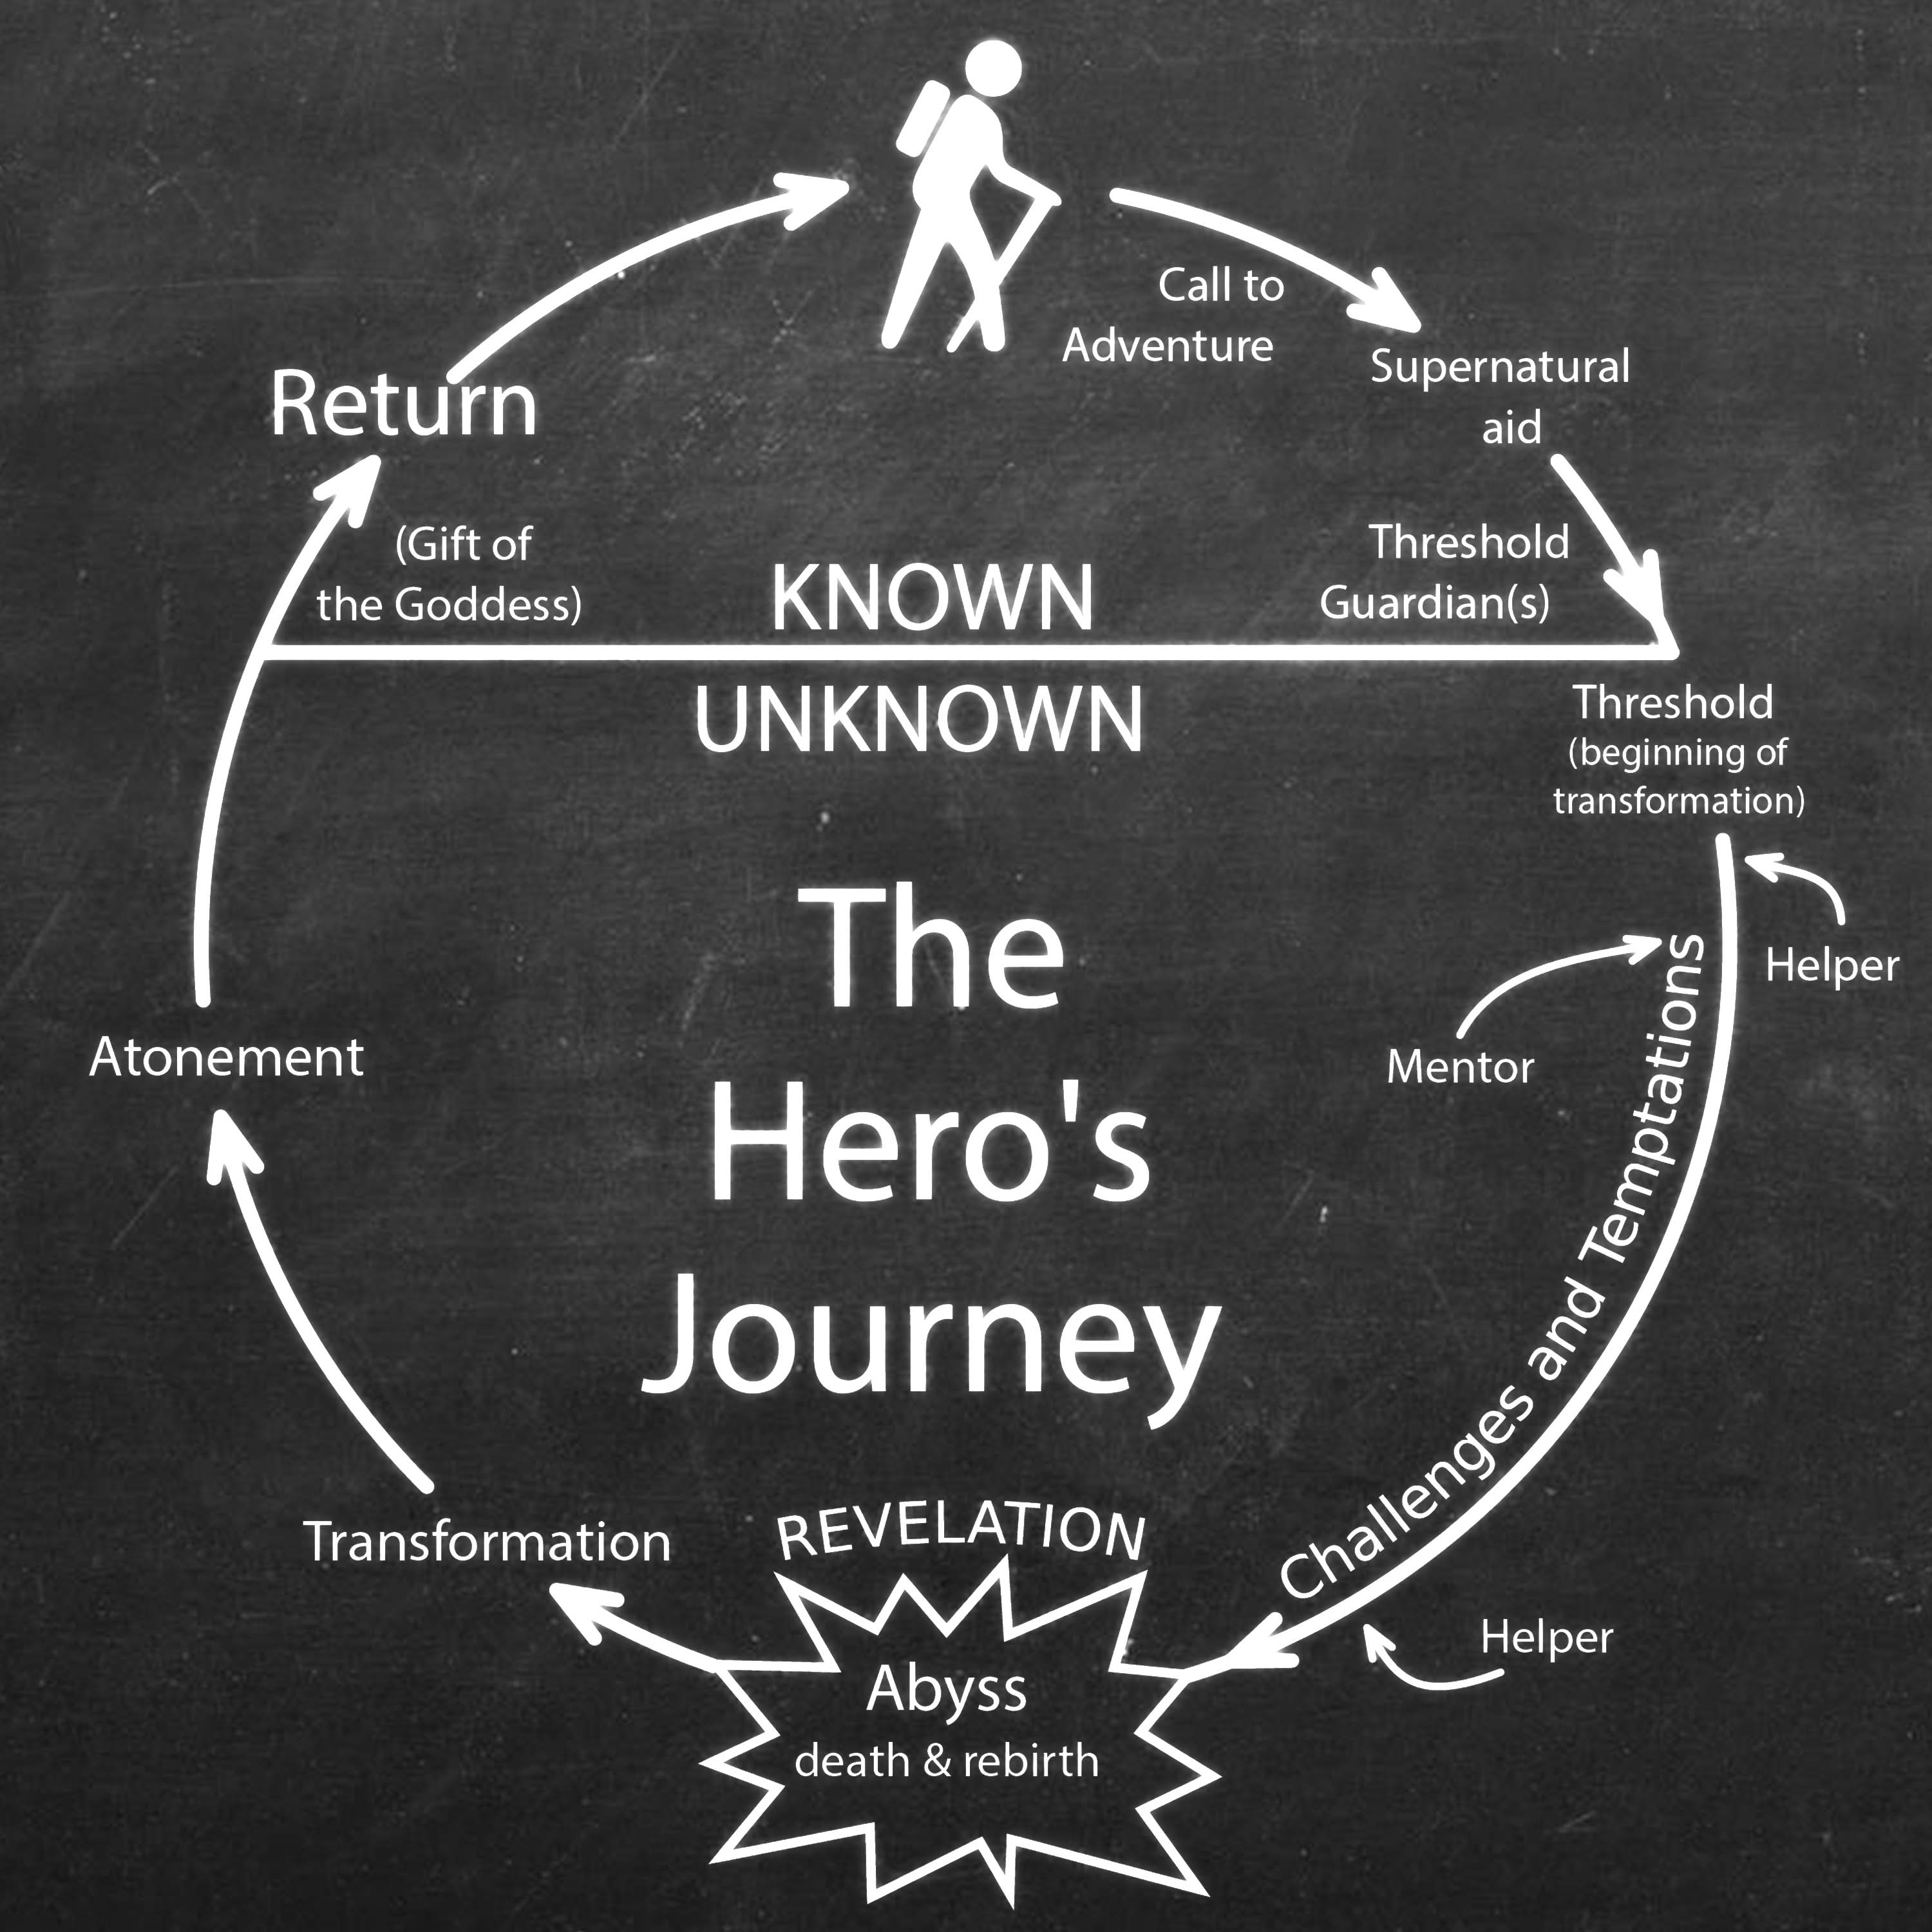 Call to
Adventure
Supernatural
aid
Return
(Gift of
the Goddess)
KNOWN
Threshold
Guardian(s)
UNKNOWN
Threshold
(beginning of
transformation)
Helper
Mentor
Challenges and Temptations
The
Hero's
Journey
Atonement
Transformation
REVELATION
Abyss
death & rebirth
Helper